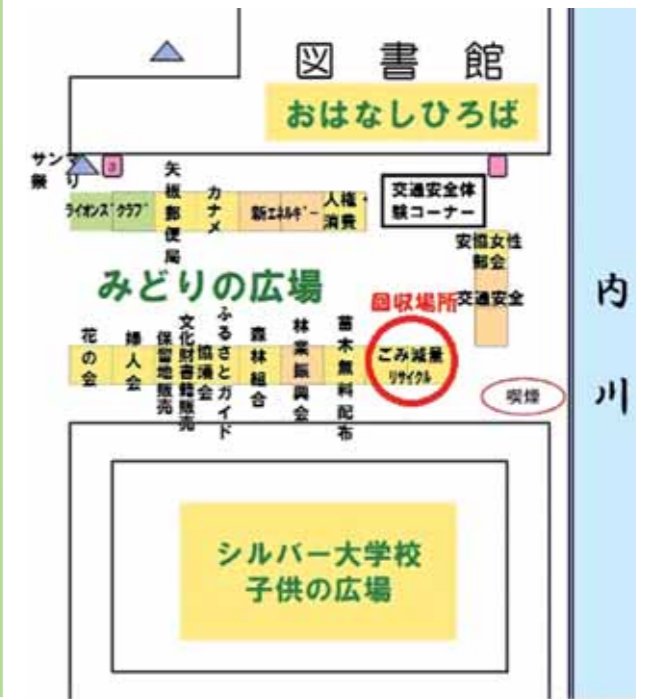 図書館
おはなしひろば
サンマ
祭り
ライオンズクラブ
矢板郵便局
カナメ
新エネルギー
人権・
消費
交通安全体
験コーナー
安協女性
部会
交通安全
みどりの広場
回収場所
花の会
婦人会
保留地販売
文化財書籍販売
ふるさとガイド
協議会
森林組合
林業振興会
苗木無料配布
ごみ減量
リサイクル
喫煙
内川
シルバー大学校
子供の広場